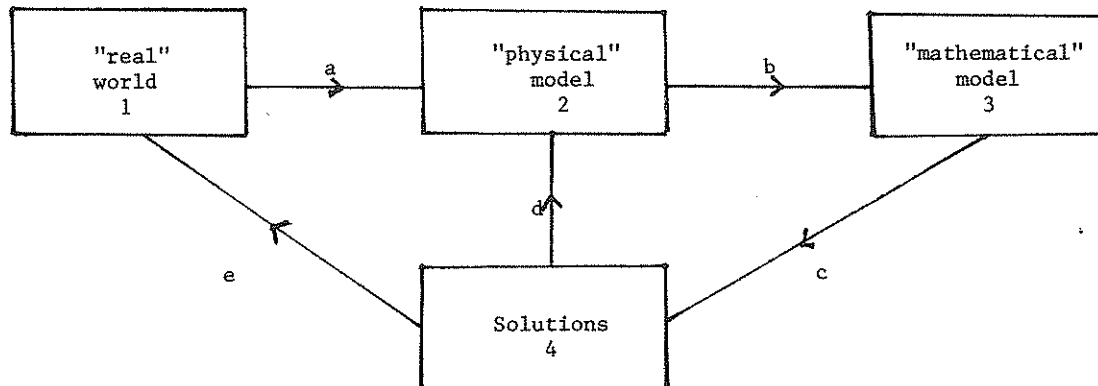 "real"
world
1
a
"physical"
model
2
b
"mathematical"
model
3
d
e
c
Solutions
4